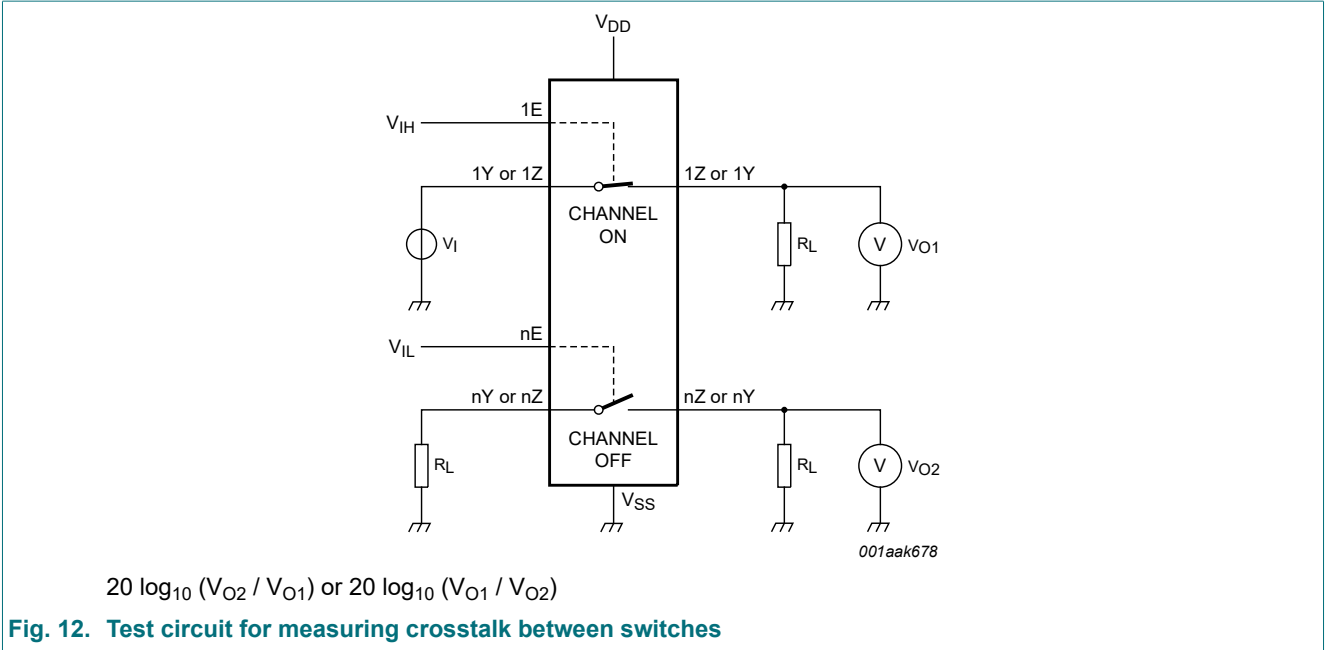 VDD
1E
VIH
1Y or 1Z
1Z or 1Y
CHANNEL
ON
VI
RL
V
VO1
nE
VIL
nY or nZ
nZ or nY
CHANNEL
OFF
RL
RL
V
VO2
VSS
001aak678
20 log10 (VO2 / VO1) or 20 log10 (VO1 / VO2)
Fig. 12. Test circuit for measuring crosstalk between switches